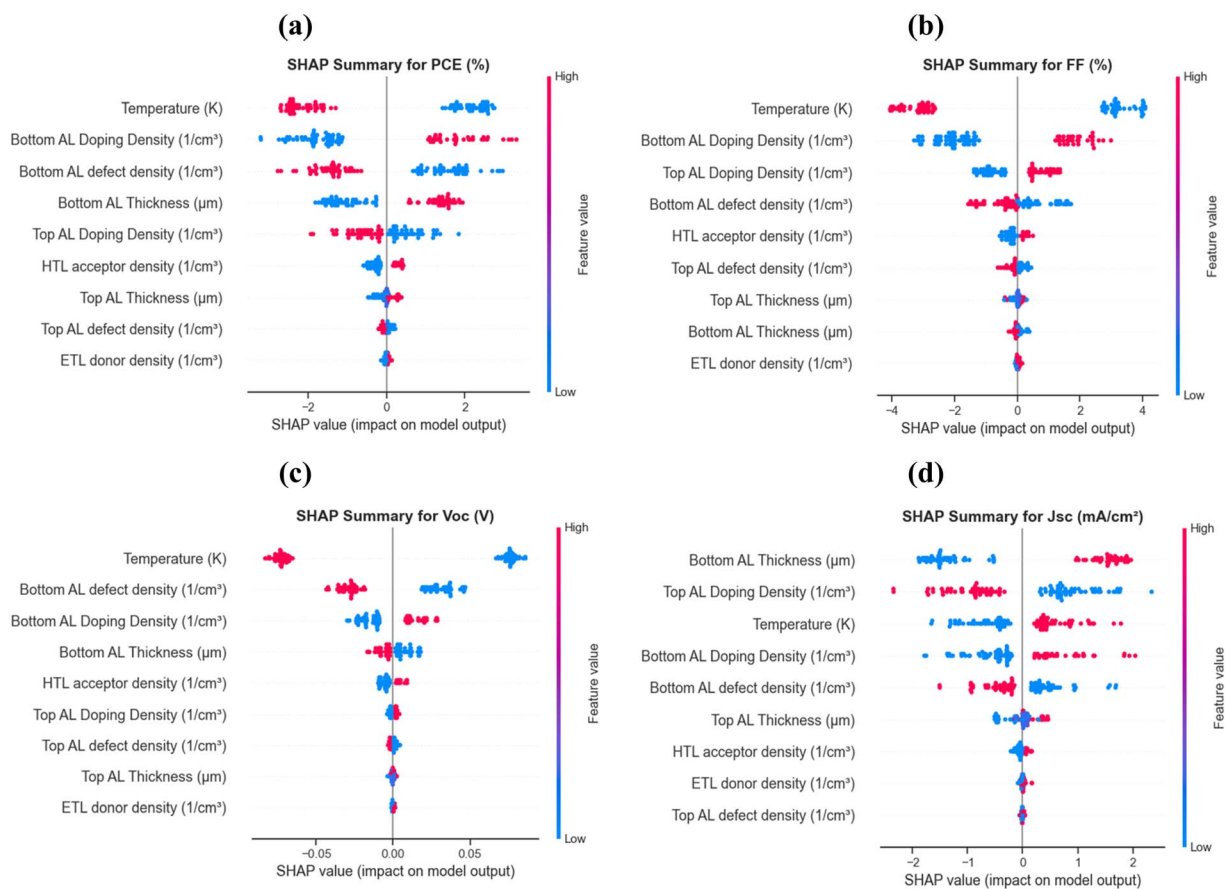 (a)
SHAP Summary for PCE (%)
High
Temperature (K)
Bottom AL Doping Density (1/cm³)
Bottom AL defect density (1/cm³)
Bottom AL Thickness (μm)
Top AL Doping Density (1/cm³)
HTL acceptor density (1/cm³)
Top AL Thickness (μm)
Top AL defect density (1/cm³)
ETL donor density (1/cm³)
Feature value
Low
−2 0 2
SHAP value (impact on model output)
(b)
SHAP Summary for FF (%)
High
Temperature (K)
Bottom AL Doping Density (1/cm³)
Top AL Doping Density (1/cm³)
Bottom AL defect density (1/cm³)
HTL acceptor density (1/cm³)
Top AL defect density (1/cm³)
Top AL Thickness (μm)
Bottom AL Thickness (μm)
ETL donor density (1/cm³)
Feature value
Low
−4 −2 0 2 4
SHAP value (impact on model output)
(c)
SHAP Summary for Voc (V)
High
Temperature (K)
Bottom AL defect density (1/cm³)
Bottom AL Doping Density (1/cm³)
Bottom AL Thickness (μm)
HTL acceptor density (1/cm³)
Top AL Doping Density (1/cm³)
Top AL defect density (1/cm³)
Top AL Thickness (μm)
ETL donor density (1/cm³)
Feature value
Low
−0.05 0.00 0.05
SHAP value (impact on model output)
(d)
SHAP Summary for Jsc (mA/cm²)
High
Bottom AL Thickness (μm)
Top AL Doping Density (1/cm³)
Temperature (K)
Bottom AL Doping Density (1/cm³)
Bottom AL defect density (1/cm³)
Top AL Thickness (μm)
HTL acceptor density (1/cm³)
ETL donor density (1/cm³)
Top AL defect density (1/cm³)
Feature value
Low
−2 −1 0 1 2
SHAP value (impact on model output)